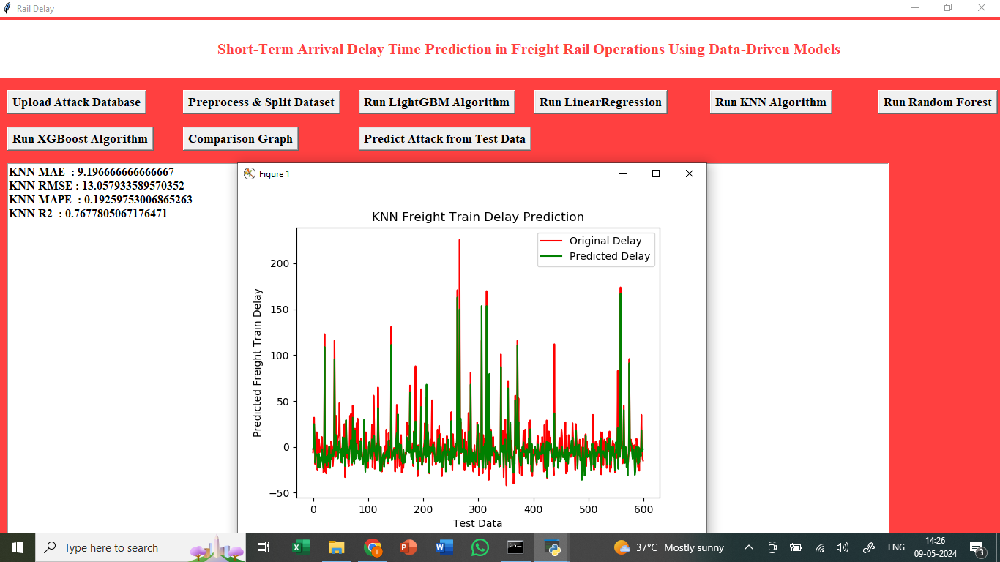 Rail Delay
Short-Term Arrival Delay Time Prediction in Freight Rail Operations Using Data-Driven Models
Upload Attack Database
Preprocess & Split Dataset
Run LightGBM Algorithm
Run LinearRegression
Run KNN Algorithm
Run Random Forest
Run XGBoost Algorithm
Comparison Graph
Predict Attack from Test Data
KNN MAE : 9.196666666666667
KNN RMSE : 13.057933589570352
KNN MAPE : 0.19259753006865263
KNN R2 : 0.7677805067176471
Figure 1
KNN Freight Train Delay Prediction
Original Delay
Predicted Delay
Predicted Freight Train Delay
200
150
100
50
0
−50
0 100 200 300 400 500 600
Test Data
Type here to search
37°C Mostly sunny
ENG
14:26
09-05-2024
3